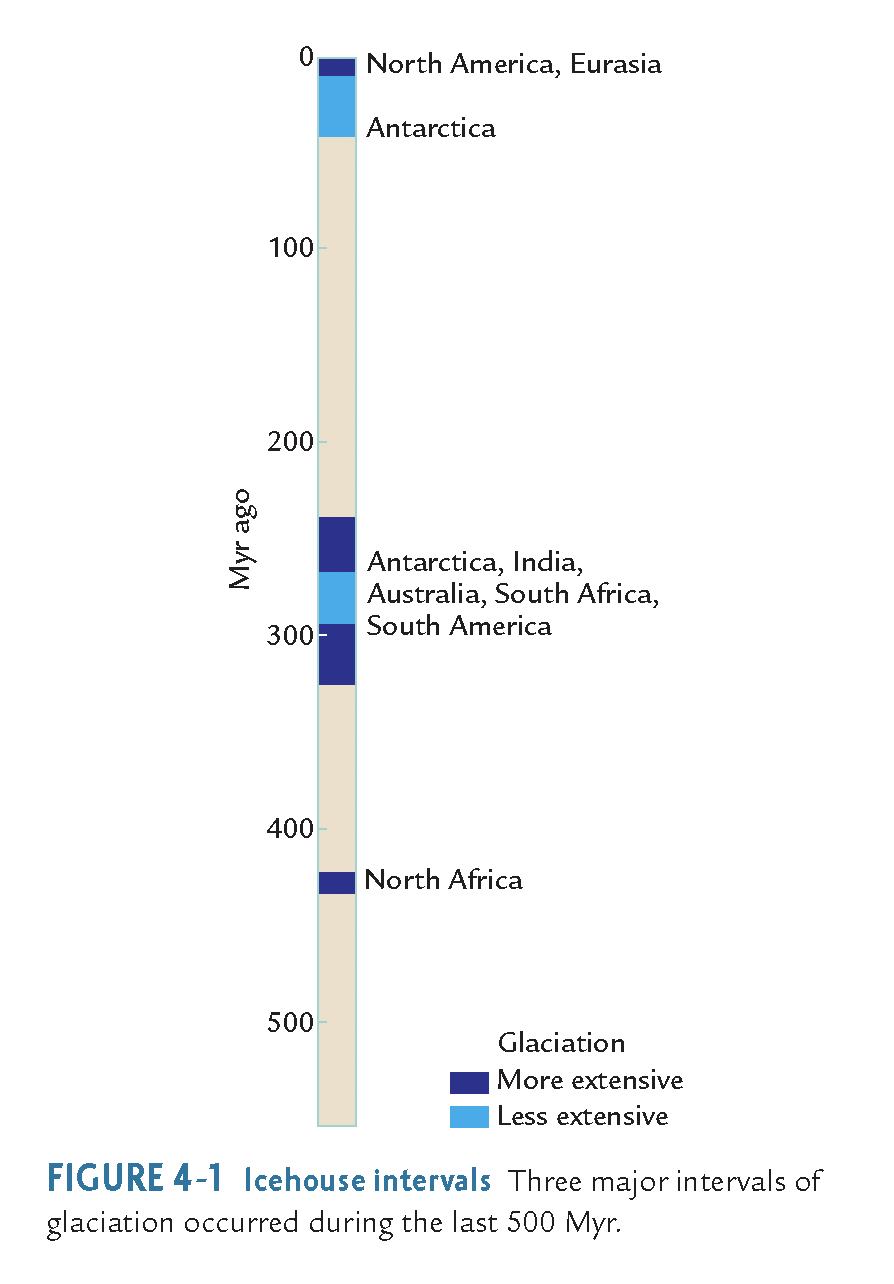 0
North America, Eurasia
Antarctica
100
200
Myr ago
Antarctica, India,
Australia, South Africa,
300
South America
400
North Africa
500
Glaciation
More extensive
Less extensive
FIGURE 4-1 Icehouse intervals Three major intervals of
glaciation occurred during the last 500 Myr.